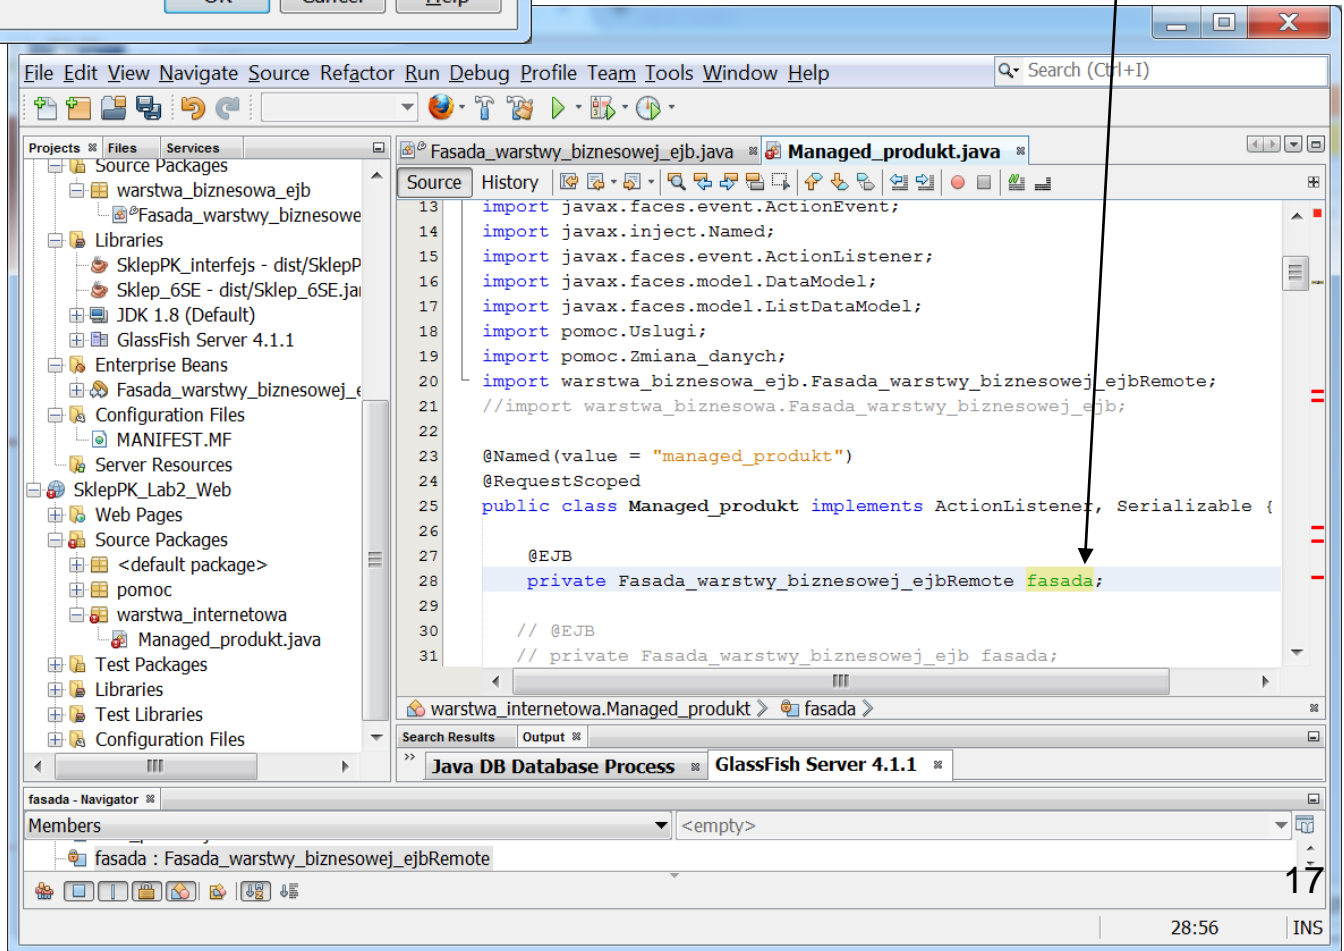 OK Cancel Help
File Edit View Navigate Source Refactor Run Debug Profile Team Tools Window Help
Search (Ctrl+I)
Projects Files Services
Source Packages
warstwa_biznesowa_ejb
Fasada_warstwy_biznesowe
Libraries
SklepPK_interfejs - dist/SklepP
Sklep_6SE - dist/Sklep_6SE.jar
JDK 1.8 (Default)
GlassFish Server 4.1.1
Enterprise Beans
Fasada_warstwy_biznesowej_e
Configuration Files
MANIFEST.MF
Server Resources
SklepPK_Lab2_Web
Web Pages
Source Packages
<default package>
pomoc
warstwa_internetowa
Managed_produkt.java
Test Packages
Libraries
Test Libraries
Configuration Files
Fasada_warstwy_biznesowej_ejb.java Managed_produkt.java
Source History
13 import javax.faces.event.ActionEvent;
14 import javax.inject.Named;
15 import javax.faces.event.ActionListener;
16 import javax.faces.model.DataModel;
17 import javax.faces.model.ListDataModel;
18 import pomoc.Uslugi;
19 import pomoc.Zmiana_danych;
20 import warstwa_biznesowa_ejb.Fasada_warstwy_biznesowej_ejbRemote;
21 //import warstwa_biznesowa.Fasada_warstwy_biznesowej_ejb;
22
23 @Named(value = "managed_produkt")
24 @RequestScoped
25 public class Managed_produkt implements ActionListener, Serializable {
26
27 @EJB
28 private Fasada_warstwy_biznesowej_ejbRemote fasada;
29
30 // @EJB
31 // private Fasada_warstwy_biznesowej_ejb fasada;
warstwa_internetowa.Managed_produkt fasada
Search Results Output
Java DB Database Process GlassFish Server 4.1.1
fasada - Navigator
Members <empty>
fasada : Fasada_warstwy_biznesowej_ejbRemote
17
28:56 INS